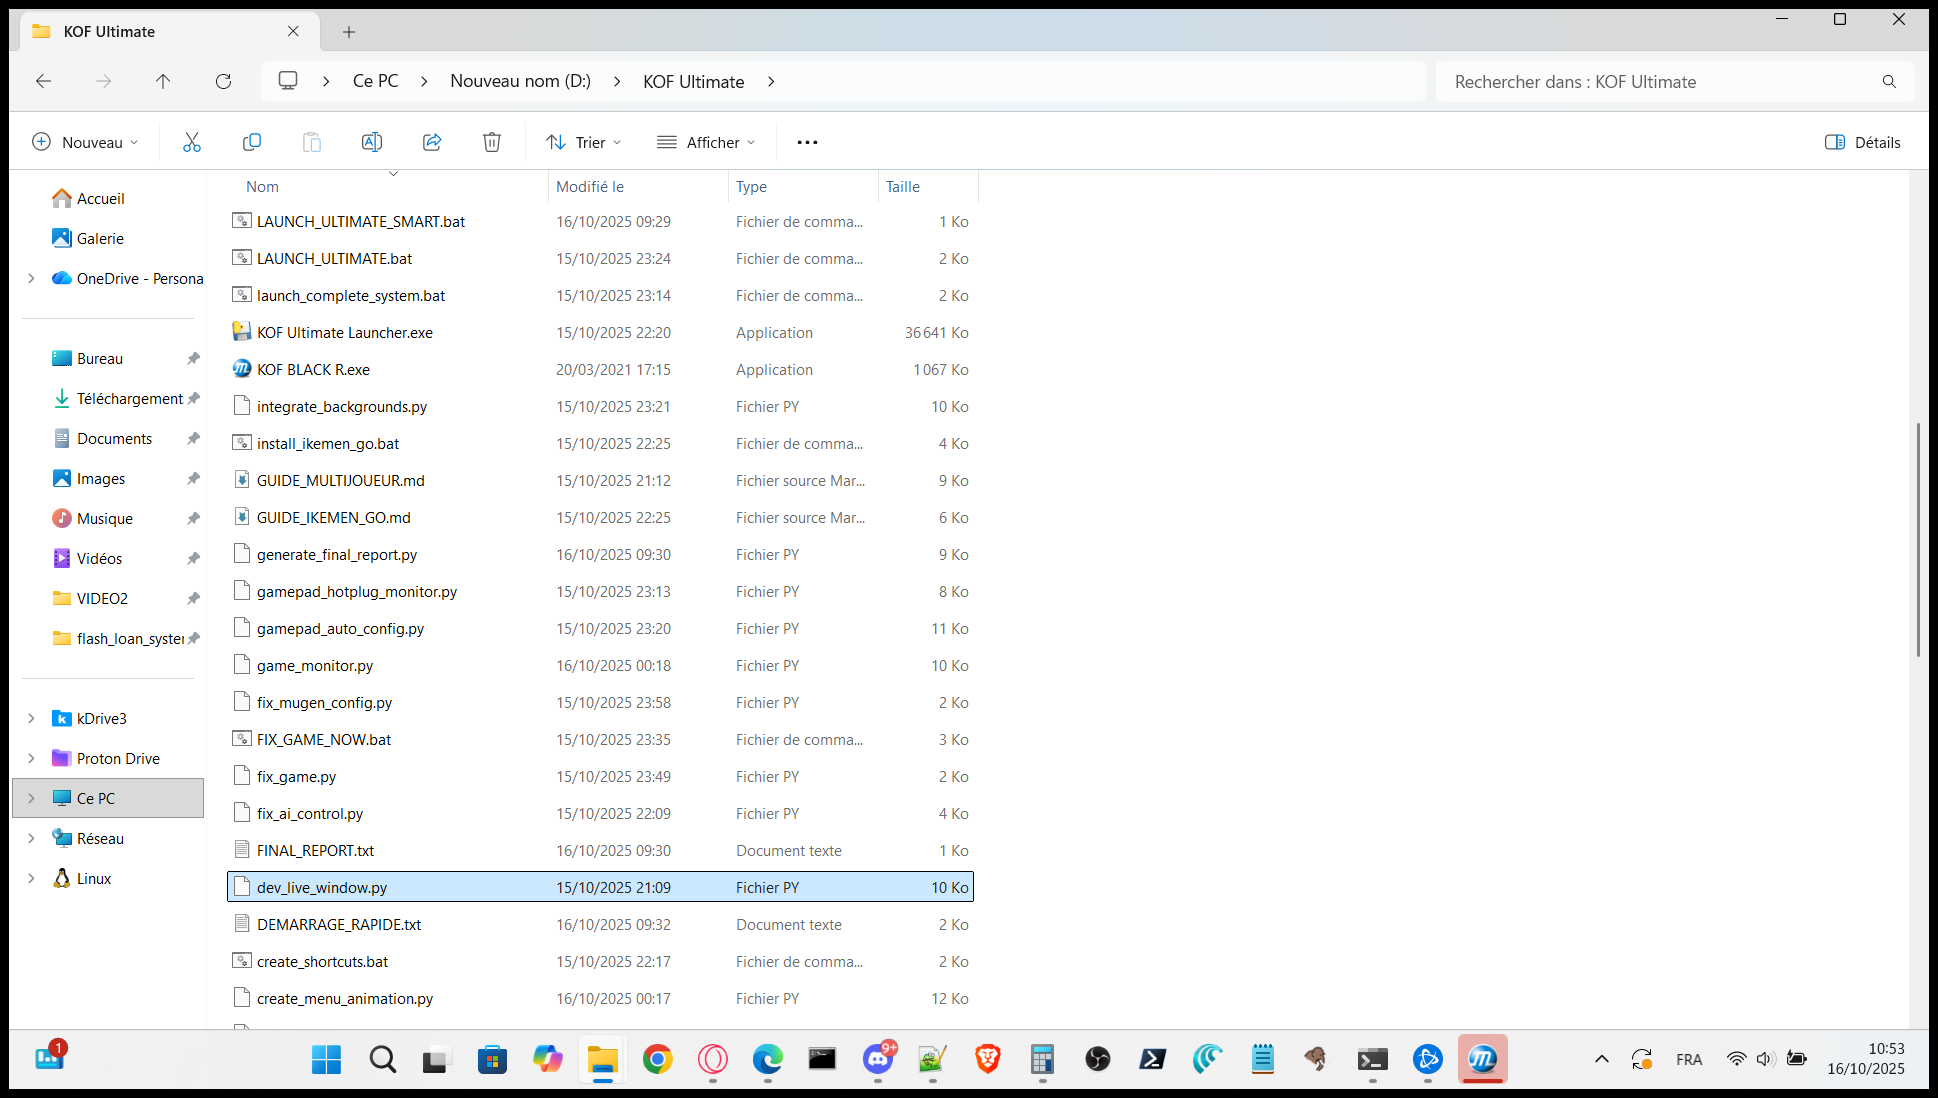 KOF Ultimate
Ce PC
Nouveau nom (D:)
KOF Ultimate
Rechercher dans : KOF Ultimate
Nouveau
Trier
Afficher
Détails
Nom Modifié le Type Taille
Accueil
Galerie
OneDrive - Persona
Bureau
Téléchargement
Documents
Images
Musique
Vidéos
VIDEO2
flash_loan_syster
kDrive3
Proton Drive
Ce PC
Réseau
Linux
LAUNCH_ULTIMATE_SMART.bat 16/10/2025 09:29 Fichier de comma... 1 Ko
LAUNCH_ULTIMATE.bat 15/10/2025 23:24 Fichier de comma... 2 Ko
launch_complete_system.bat 15/10/2025 23:14 Fichier de comma... 2 Ko
KOF Ultimate Launcher.exe 15/10/2025 22:20 Application 36 641 Ko
KOF BLACK R.exe 20/03/2021 17:15 Application 1 067 Ko
integrate_backgrounds.py 15/10/2025 23:21 Fichier PY 10 Ko
install_ikemen_go.bat 15/10/2025 22:25 Fichier de comma... 4 Ko
GUIDE_MULTIJOUEUR.md 15/10/2025 21:12 Fichier source Mar... 9 Ko
GUIDE_IKEMEN_GO.md 15/10/2025 22:25 Fichier source Mar... 6 Ko
generate_final_report.py 16/10/2025 09:30 Fichier PY 9 Ko
gamepad_hotplug_monitor.py 15/10/2025 23:13 Fichier PY 8 Ko
gamepad_auto_config.py 15/10/2025 23:20 Fichier PY 11 Ko
game_monitor.py 16/10/2025 00:18 Fichier PY 10 Ko
fix_mugen_config.py 15/10/2025 23:58 Fichier PY 2 Ko
FIX_GAME_NOW.bat 15/10/2025 23:35 Fichier de comma... 3 Ko
fix_game.py 15/10/2025 23:49 Fichier PY 2 Ko
fix_ai_control.py 15/10/2025 22:09 Fichier PY 4 Ko
FINAL_REPORT.txt 16/10/2025 09:30 Document texte 1 Ko
dev_live_window.py 15/10/2025 21:09 Fichier PY 10 Ko
DEMARRAGE_RAPIDE.txt 16/10/2025 09:32 Document texte 2 Ko
create_shortcuts.bat 15/10/2025 22:17 Fichier de comma... 2 Ko
create_menu_animation.py 16/10/2025 00:17 Fichier PY 12 Ko
1
9+
FRA
10:53
16/10/2025